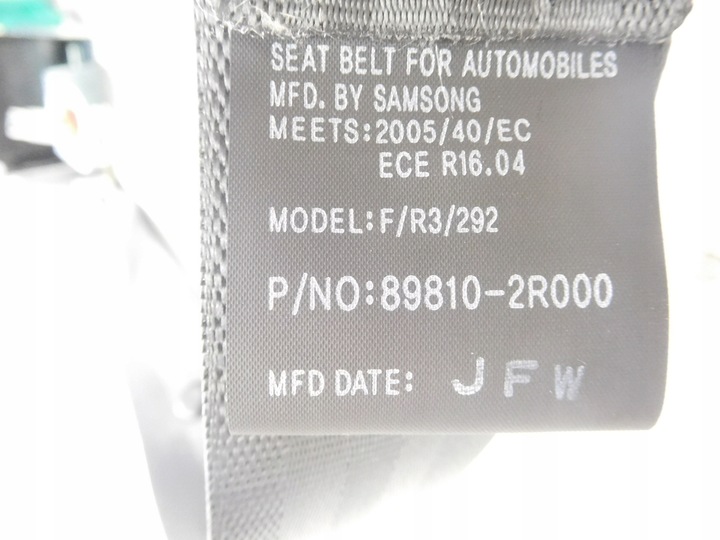 SEAT BELT FOR AUTOMOBILES
MFD. BY SAMSONG
MEETS:2005/40/EC
ECE R16.04
MODEL:F/R3/292
P/NO:89810-2R000
MFD DATE: J F W